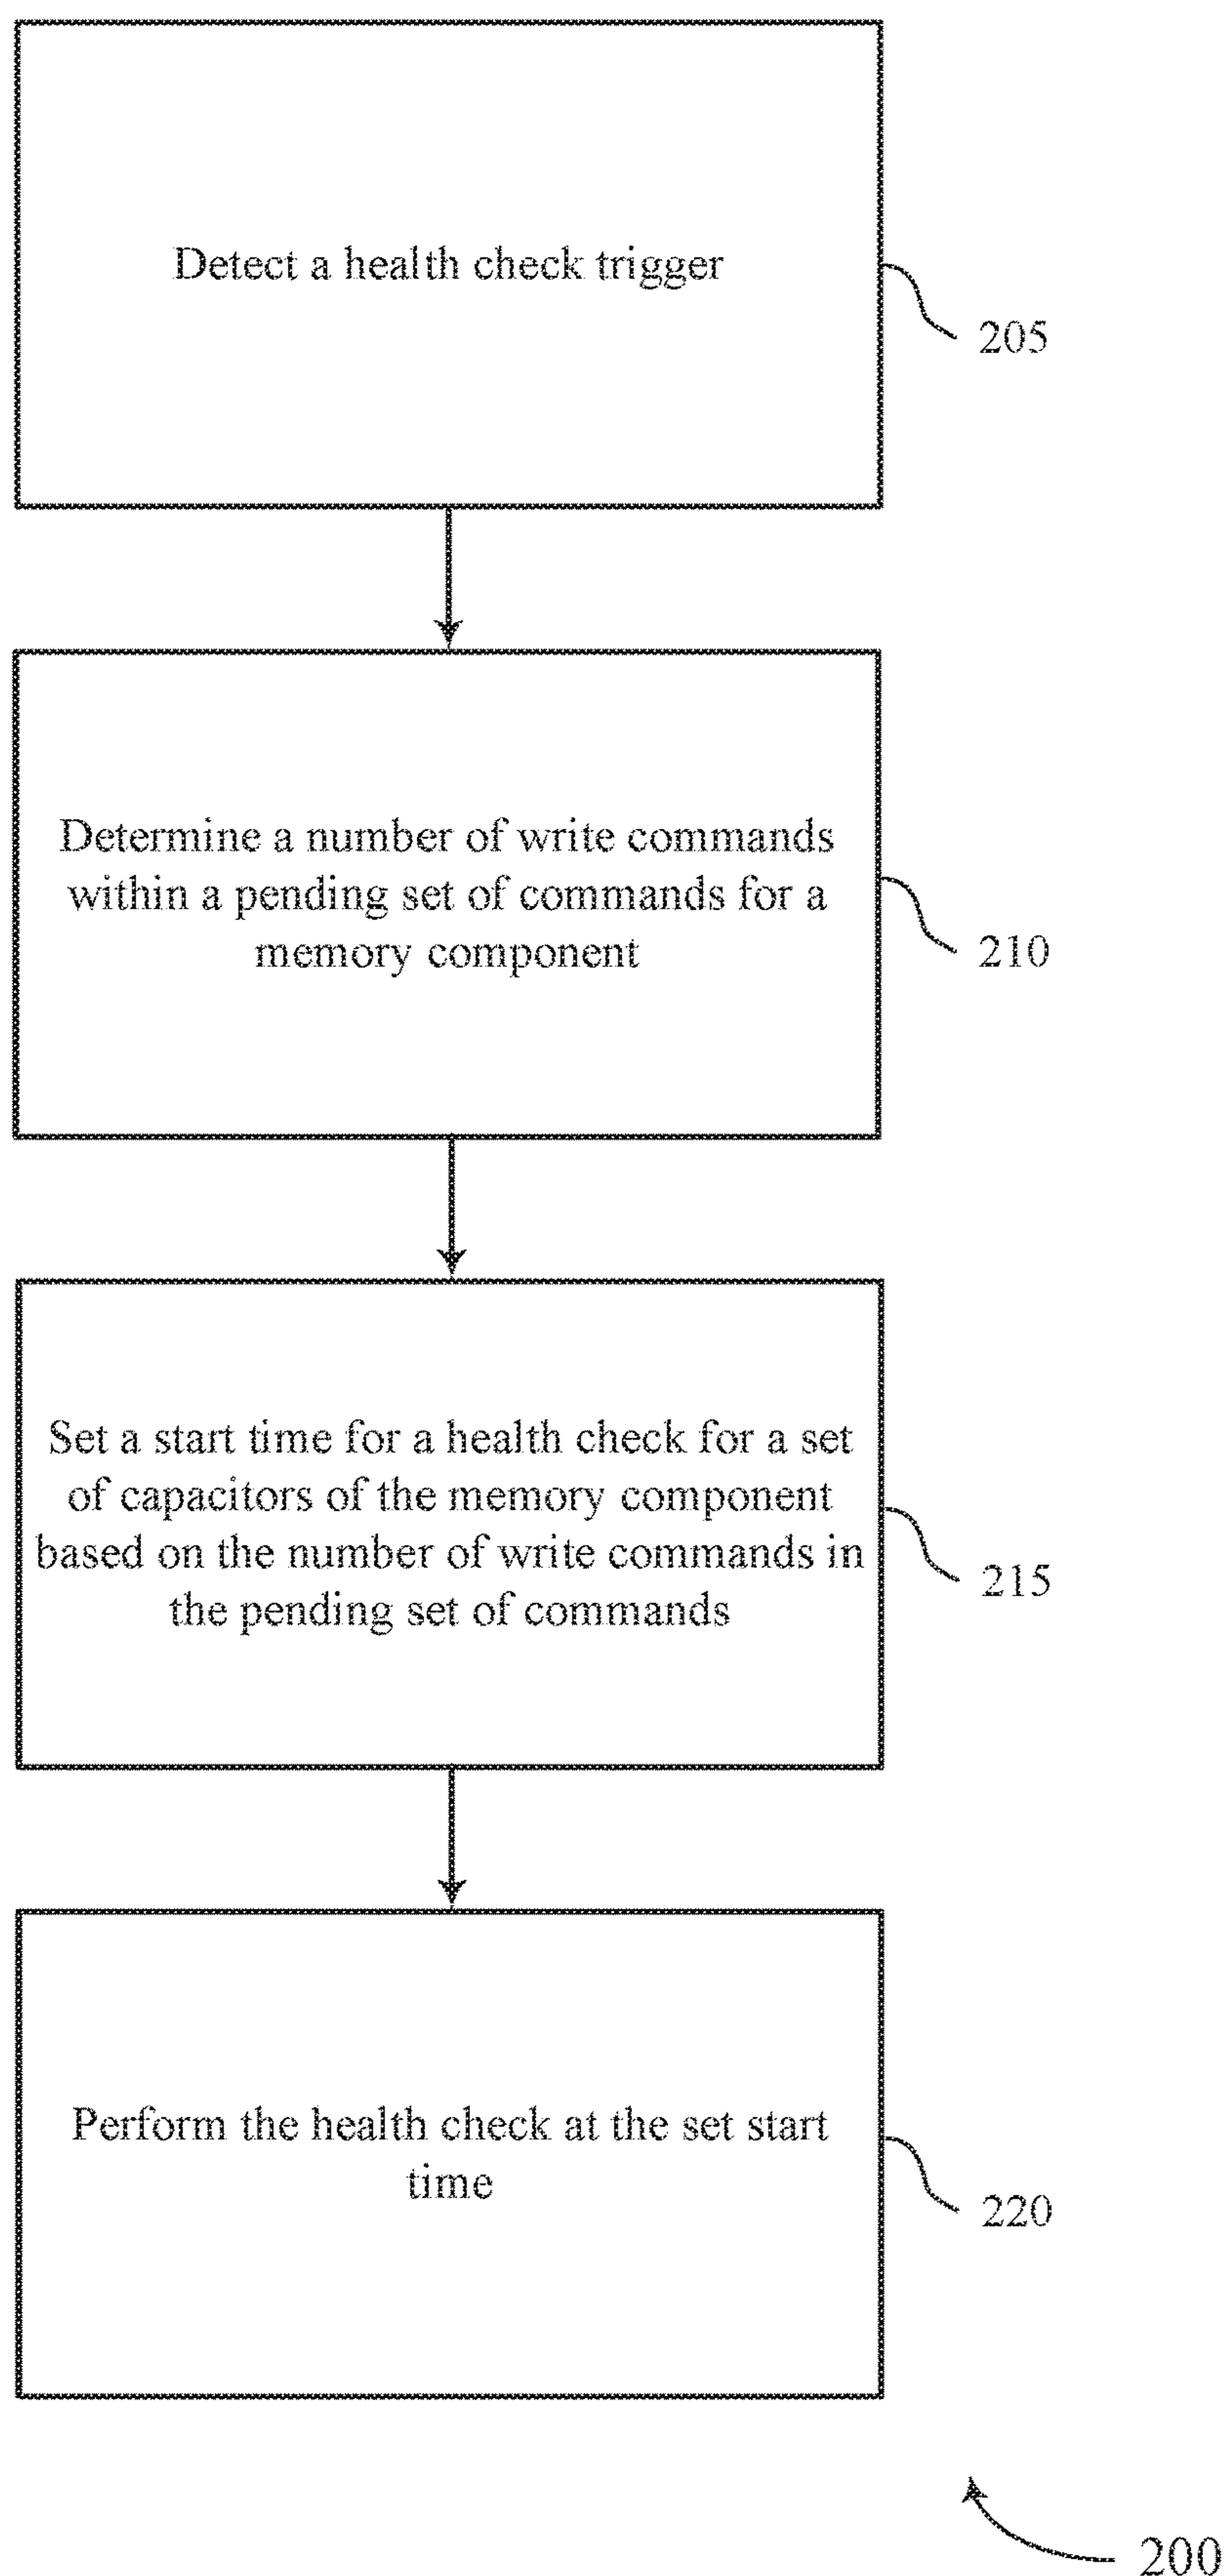 Detect a health check trigger
205
Determine a number of write commands
within a pending set of commands for a
memory component
210
Set a start time for a health check for a set
of capacitors of the memory component
based on the number of write commands in
the pending set of commands
215
Perform the health check at the set start
time
220
200